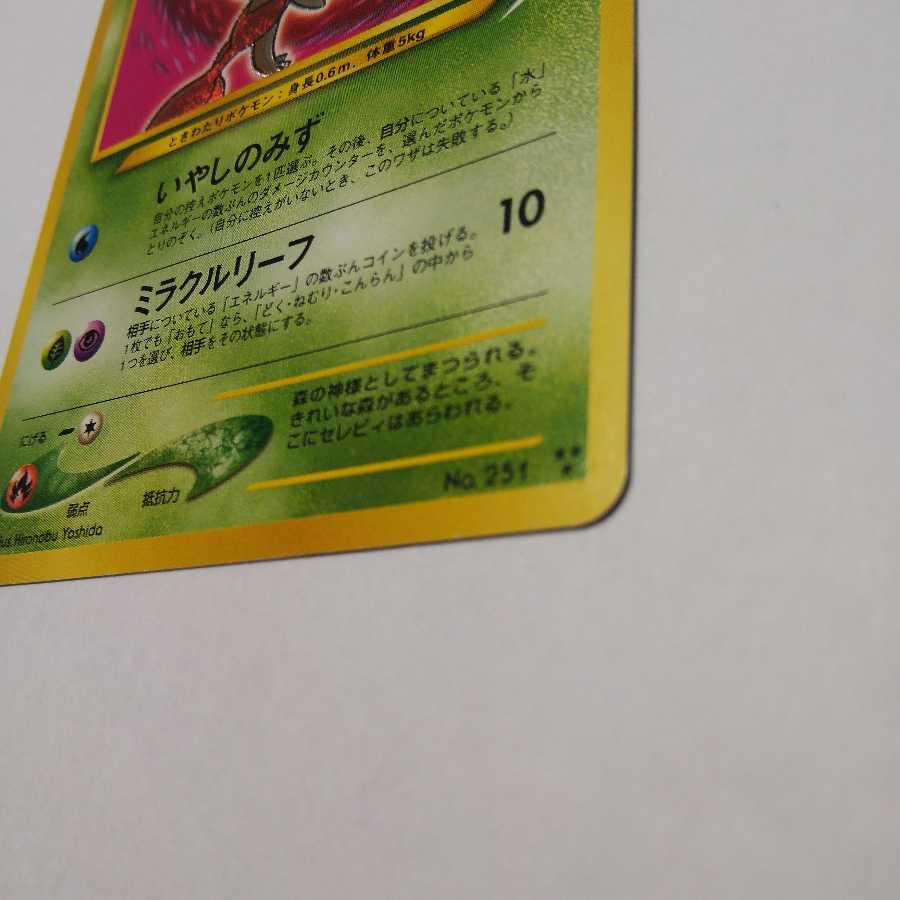 ときわたりポケモン：身長0.6m．体重5kg
いやしのみず
自分の控えポケモンを1匹選ぶ。その後、自分についている「水」
エネルギーの数ぶんのダメージカウンターを、選んだポケモンから
とりのぞく。（自分に控えがいないとき、このワザは失敗する。）
ミラクルリーフ
10
相手についている「エネルギー」の数ぶんコインを投げる。
1枚でも「おもて」なら、「どく・ねむり・こんらん」の中から
1つを選び、相手をその状態にする。
森の神様としてまつられる。
きれいな森があるところ、そ
こにセレビィはあらわれる。
にげる
弱点
抵抗力
No. 251
Hironobu Yoshida